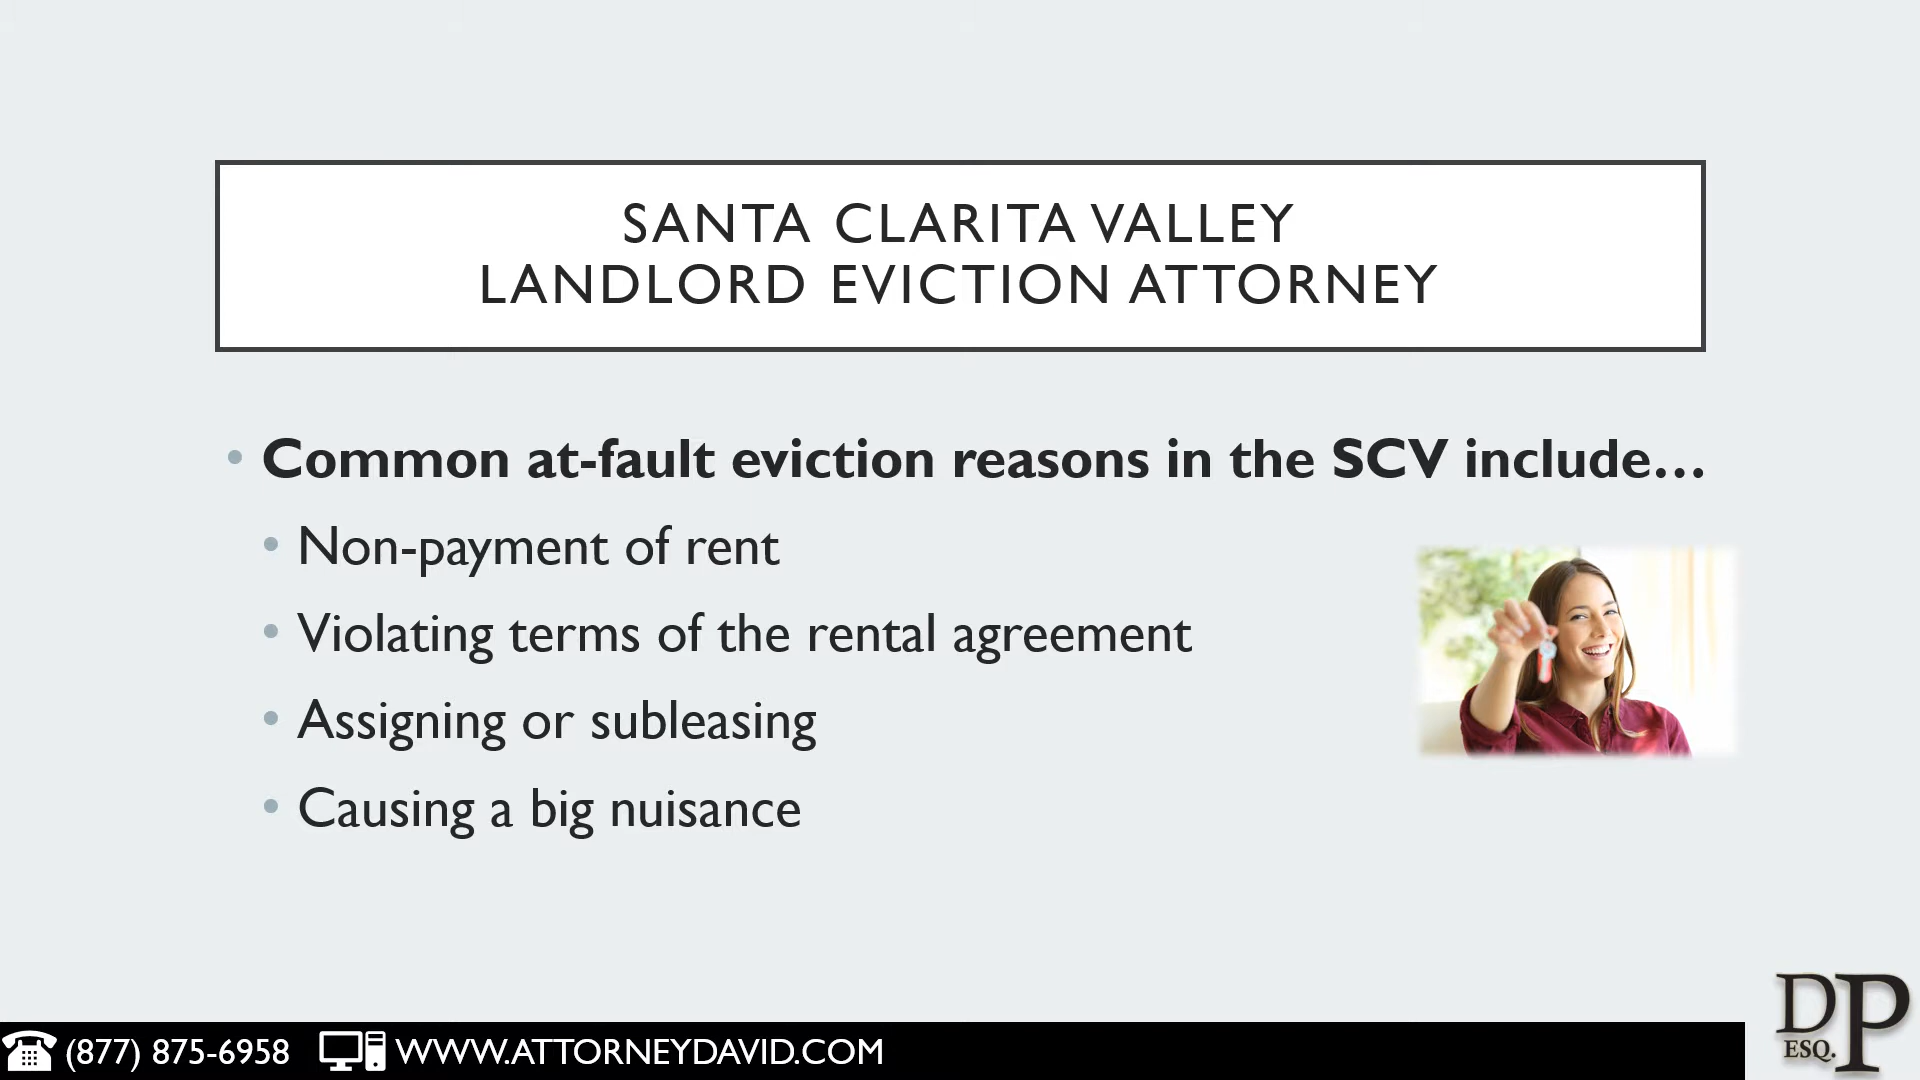 SANTA CLARITA VALLEY
LANDLORD EVICTION ATTORNEY
• Common at-fault eviction reasons in the SCV include…
• Non-payment of rent
• Violating terms of the rental agreement
• Assigning or subleasing
• Causing a big nuisance
(877) 875-6958 WWW.ATTORNEYDAVID.COM
DP
ESQ.